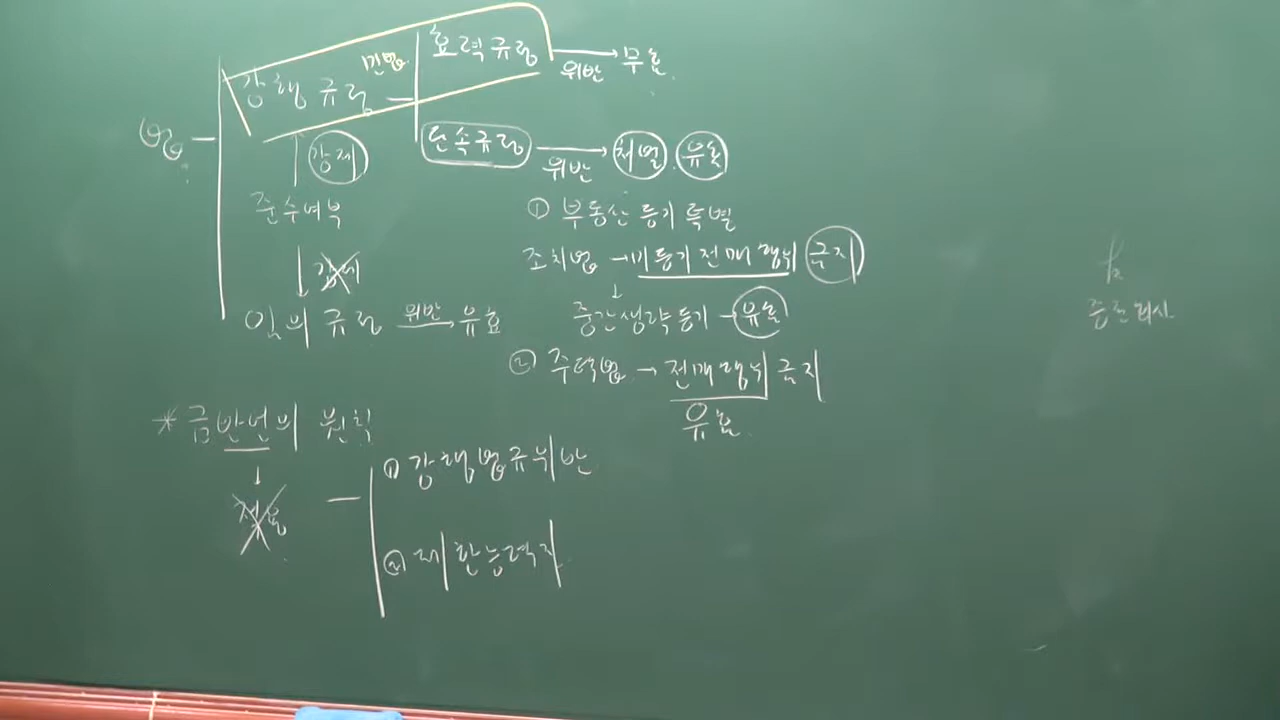 법
강행규정 민법 효력규정 위반 → 무효
강제
단속규정 위반 → 처벌 유효
준수여부
강제
임의규정 위반 → 유효
① 부동산 등기 특별
조치법 → 미등기 전매 행위 금지
↓
중간생략등기 → 유효
② 주택법 → 전매행위 금지
유효
* 금반언의 원칙
↓
적용
① 강행법규위반
② 제한능력자